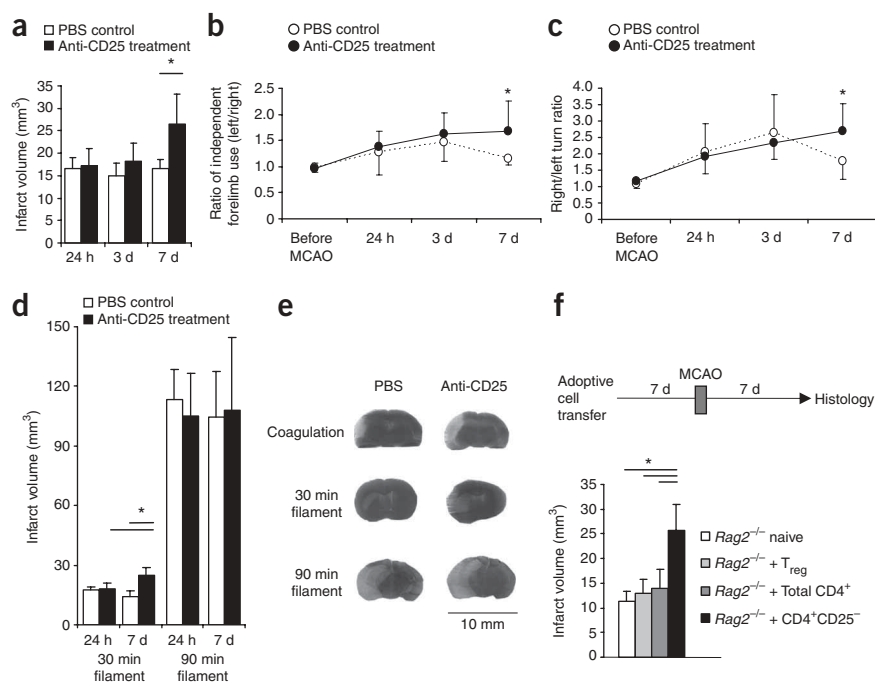 a
PBS control
Anti-CD25 treatment
*
Infarct volume (mm3)
35
30
25
20
15
10
5
0
24 h 3 d 7 d
b
PBS control
Anti-CD25 treatment
*
Ratio of independent
forelimb use (left/right)
2.5
2.0
1.5
1.0
0.5
0
Before
MCAO
24 h 3 d 7 d
c
PBS control
Anti-CD25 treatment
*
Right/left turn ratio
4.0
3.5
3.0
2.5
2.0
1.5
1.0
0.5
0
Before
MCAO
24 h 3 d 7 d
d
PBS control
Anti-CD25 treatment
Infarct volume (mm3)
150
120
90
60
30
0
*
24 h 7 d 24 h 7 d
30 min
filament
90 min
filament
e
PBS Anti-CD25
Coagulation
30 min
filament
90 min
filament
10 mm
f
MCAO
Adoptive
cell
transfer
7 d 7 d
Histology
*
Infarct volume (mm3)
35
30
25
20
15
10
5
0
Rag2–/– naive
Rag2–/– + Treg
Rag2–/– + Total CD4+
Rag2–/– + CD4+CD25–